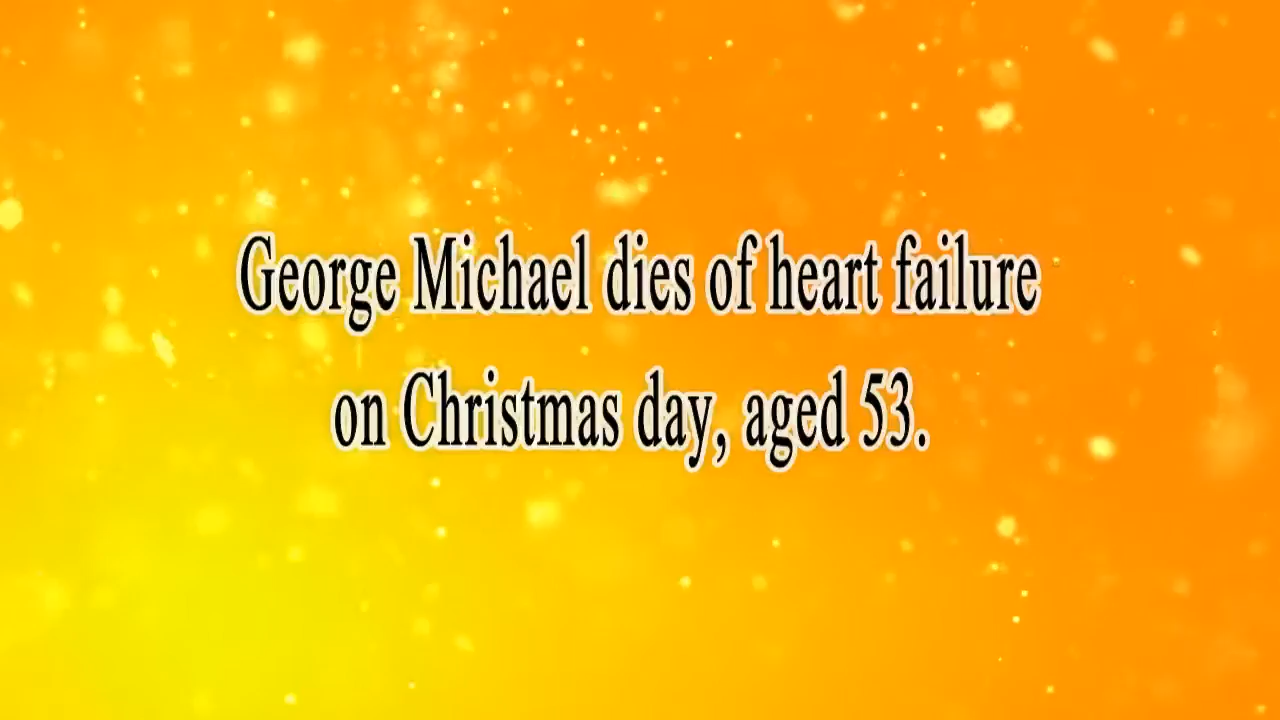 George Michael dies of heart failure
on Christmas day, aged 53.